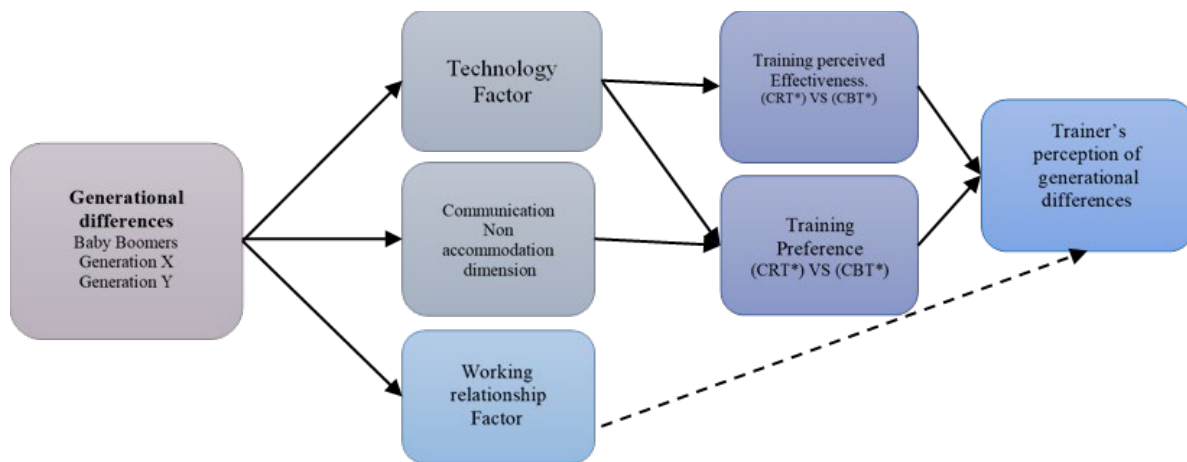 Generational
differences
Baby Boomers
Generation X
Generation Y
Technology
Factor
Communication
Non
accommodation
dimension
Working
relationship
Factor
Training perceived
Effectiveness.
(CRT*) VS (CBT*)
Training
Preference
(CRT*) VS (CBT*)
Trainer’s
perception of
generational
differences